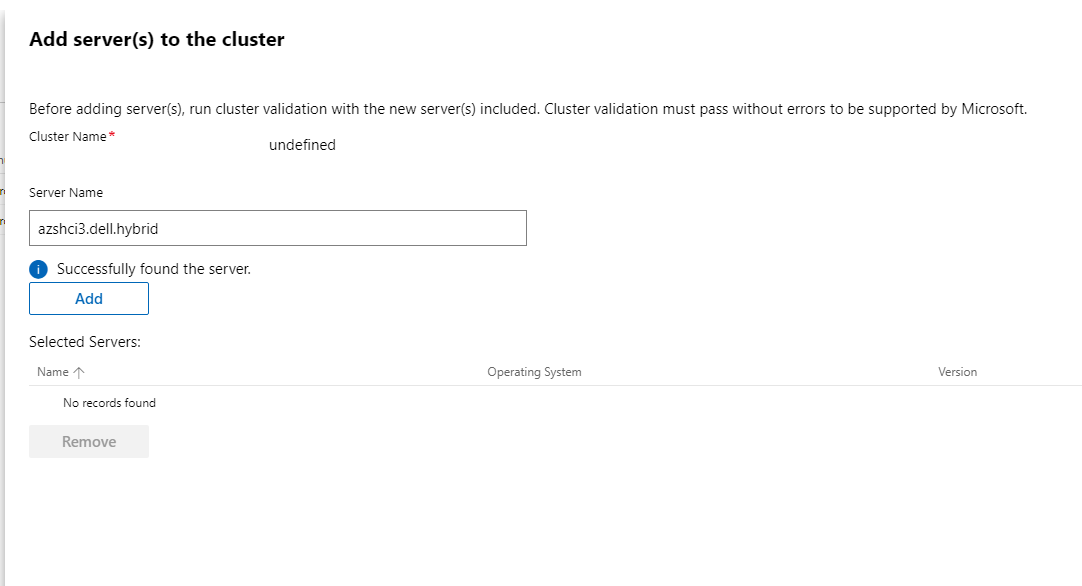 Add server(s) to the cluster
Before adding server(s), run cluster validation with the new server(s) included. Cluster validation must pass without errors to be supported by Microsoft.
Cluster Name*
undefined
Server Name
azshci3.dell.hybrid
Successfully found the server.
Add
Selected Servers:
Name ↑ Operating System Version
No records found
Remove